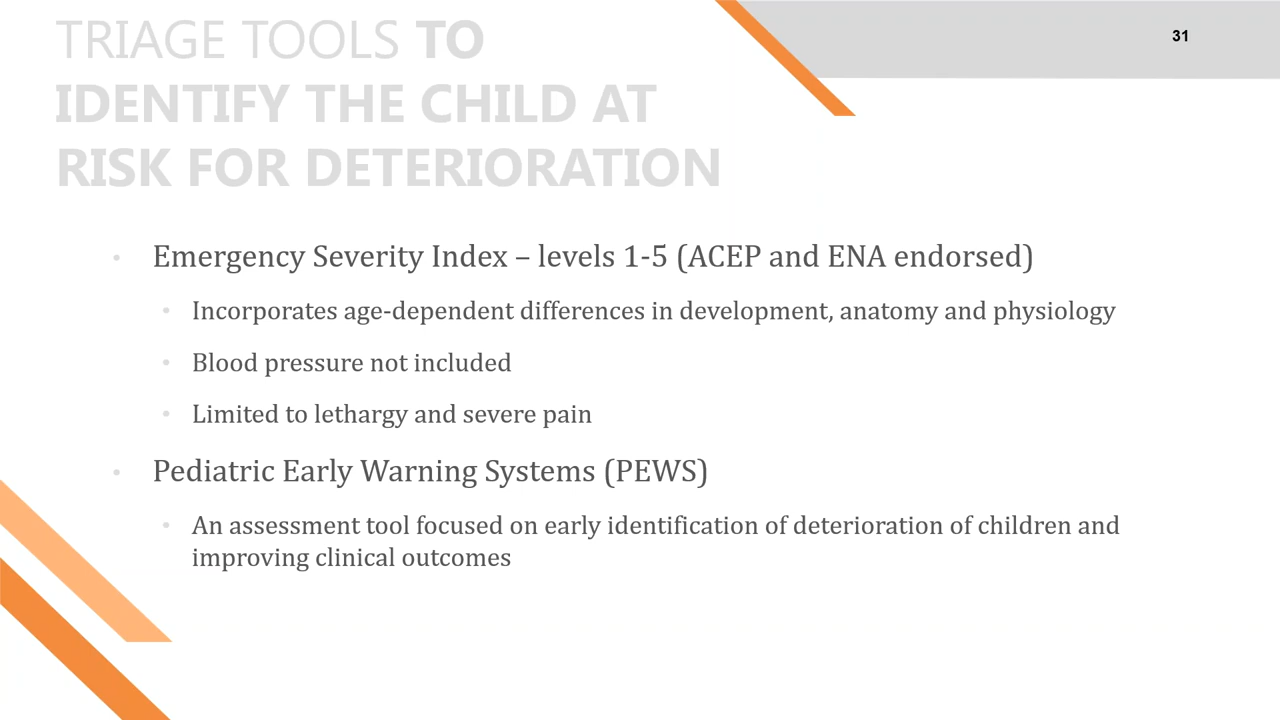 31
TRIAGE TOOLS TO
IDENTIFY THE CHILD AT
RISK FOR DETERIORATION
• Emergency Severity Index – levels 1-5 (ACEP and ENA endorsed)
• Incorporates age-dependent differences in development, anatomy and physiology
• Blood pressure not included
• Limited to lethargy and severe pain
• Pediatric Early Warning Systems (PEWS)
• An assessment tool focused on early identification of deterioration of children and
improving clinical outcomes